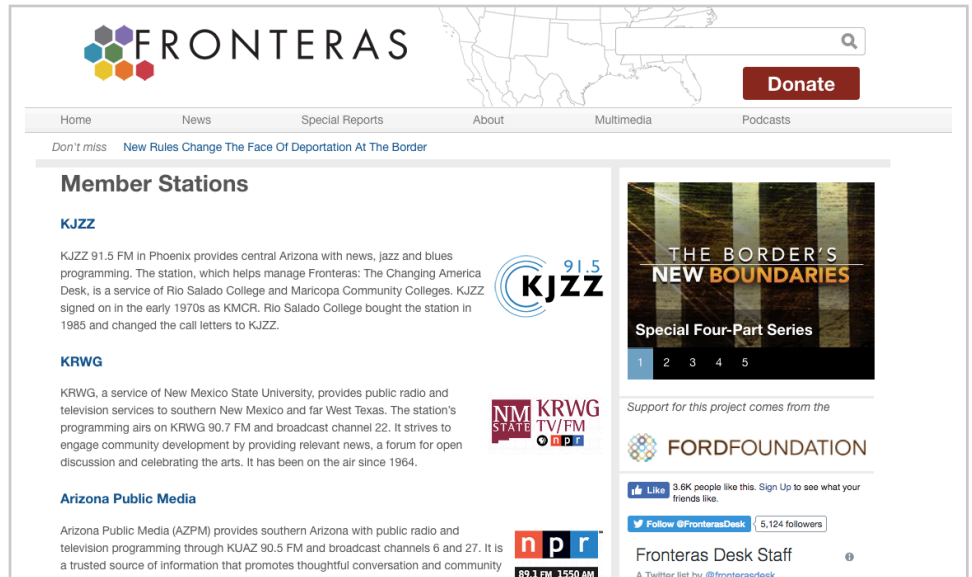 FRONTERAS
Donate
Home News Special Reports About Multimedia Podcasts
Don't miss New Rules Change The Face Of Deportation At The Border
Member Stations
KJZZ
KJZZ 91.5 FM in Phoenix provides central Arizona with news, jazz and blues
programming. The station, which helps manage Fronteras: The Changing America
Desk, is a service of Rio Salado College and Maricopa Community Colleges. KJZZ
signed on in the early 1970s as KMCR. Rio Salado College bought the station in
1985 and changed the call letters to KJZZ.
91.5
KJZZ
KRWG
KRWG, a service of New Mexico State University, provides public radio and
television services to southern New Mexico and far West Texas. The station's
programming airs on KRWG 90.7 FM and broadcast channel 22. It strives to
engage community development by providing relevant news, a forum for open
discussion and celebrating the arts. It has been on the air since 1964.
NM
STATE
KRWG
TV/FM
npr
Arizona Public Media
Arizona Public Media (AZPM) provides southern Arizona with public radio and
television programming through KUAZ 90.5 FM and broadcast channels 6 and 27. It is
a trusted source of information that promotes thoughtful conversation and community
npr
89.1 FM 1550 AM
THE BORDER'S
NEW BOUNDARIES
Special Four-Part Series
1 2 3 4 5
Support for this project comes from the
FORDFOUNDATION
Like 3.6K people like this. Sign Up to see what your
friends like.
Follow @FronterasDesk 5,124 followers
Fronteras Desk Staff
A Twitter list by @fronterasdesk